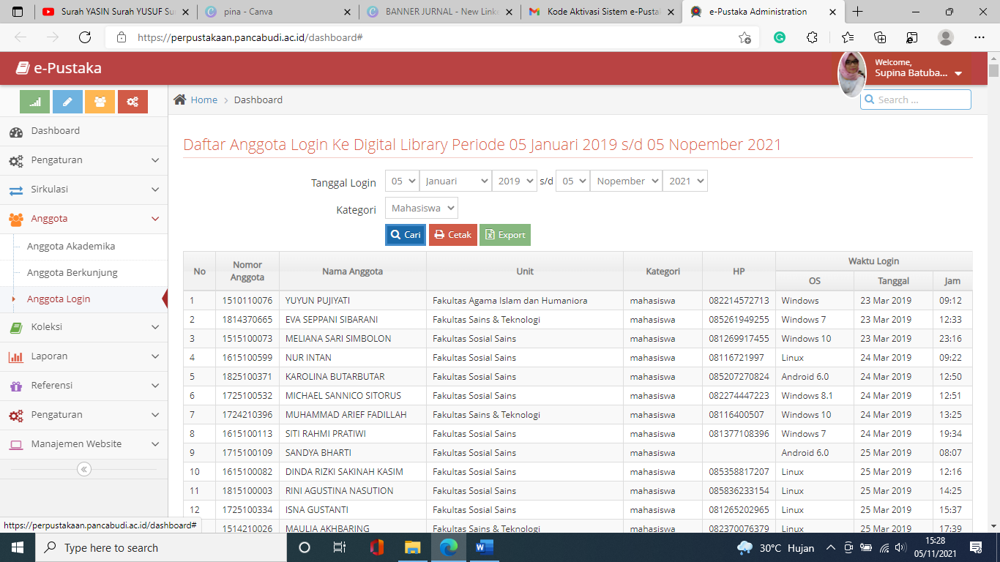 Surah YASIN Surah YUSUF Su
pina - Canva
BANNER JURNAL - New Linke
Kode Aktivasi Sistem e-Pustak
e-Pustaka Administration
https://perpustakaan.pancabudi.ac.id/dashboard#
e-Pustaka
Welcome,
Supina Batuba...
Home > Dashboard
Search ...
Dashboard
Pengaturan
Sirkulasi
Anggota
Anggota Akademika
Anggota Berkunjung
Anggota Login
Koleksi
Laporan
Referensi
Pengaturan
Manajemen Website
Daftar Anggota Login Ke Digital Library Periode 05 Januari 2019 s/d 05 Nopember 2021
Tanggal Login 05 Januari 2019 s/d 05 Nopember 2021
Kategori Mahasiswa
Cari Cetak Export
No Nomor Anggota Nama Anggota Unit Kategori HP Waktu Login
OS Tanggal Jam
1 1510110076 YUYUN PUJIYATI Fakultas Agama Islam dan Humaniora mahasiswa 082214572713 Windows 23 Mar 2019 09:12
2 1814370665 EVA SEPPANI SIBARANI Fakultas Sains & Teknologi mahasiswa 085261949255 Windows 7 23 Mar 2019 12:33
3 1515100073 MELIANA SARI SIMBOLON Fakultas Sosial Sains mahasiswa 081269917455 Windows 10 23 Mar 2019 23:16
4 1615100599 NUR INTAN Fakultas Sosial Sains mahasiswa 08116721997 Linux 24 Mar 2019 09:22
5 1825100371 KAROLINA BUTARBUTAR Fakultas Sosial Sains mahasiswa 085207270824 Android 6.0 24 Mar 2019 12:50
6 1725100532 MICHAEL SANNICO SITORUS Fakultas Sosial Sains mahasiswa 082274447223 Windows 8.1 24 Mar 2019 12:51
7 1724210396 MUHAMMAD ARIEF FADILLAH Fakultas Sains & Teknologi mahasiswa 08116400507 Windows 10 24 Mar 2019 13:25
8 1615100113 SITI RAHMI PRATIWI Fakultas Sosial Sains mahasiswa 081377108396 Windows 7 24 Mar 2019 19:34
9 1715100109 SANDYA BHARTI Fakultas Sosial Sains mahasiswa Android 6.0 25 Mar 2019 08:07
10 1615100082 DINDA RIZKI SAKINAH KASIM Fakultas Sosial Sains mahasiswa 085358817207 Linux 25 Mar 2019 12:16
11 1815100003 RINI AGUSTINA NASUTION Fakultas Sosial Sains mahasiswa 085836233154 Linux 25 Mar 2019 14:25
12 1725100334 ISNA GUSTANTI Fakultas Sosial Sains mahasiswa 081265202965 Linux 25 Mar 2019 15:37
1514210026 MAULIA AKHBARING Fakultas Sains & Teknologi mahasiswa 082370076379 Linux 25 Mar 2019 17:39
https://perpustakaan.pancabudi.ac.id/dashboard#
Type here to search
30°C Hujan
15:28
05/11/2021